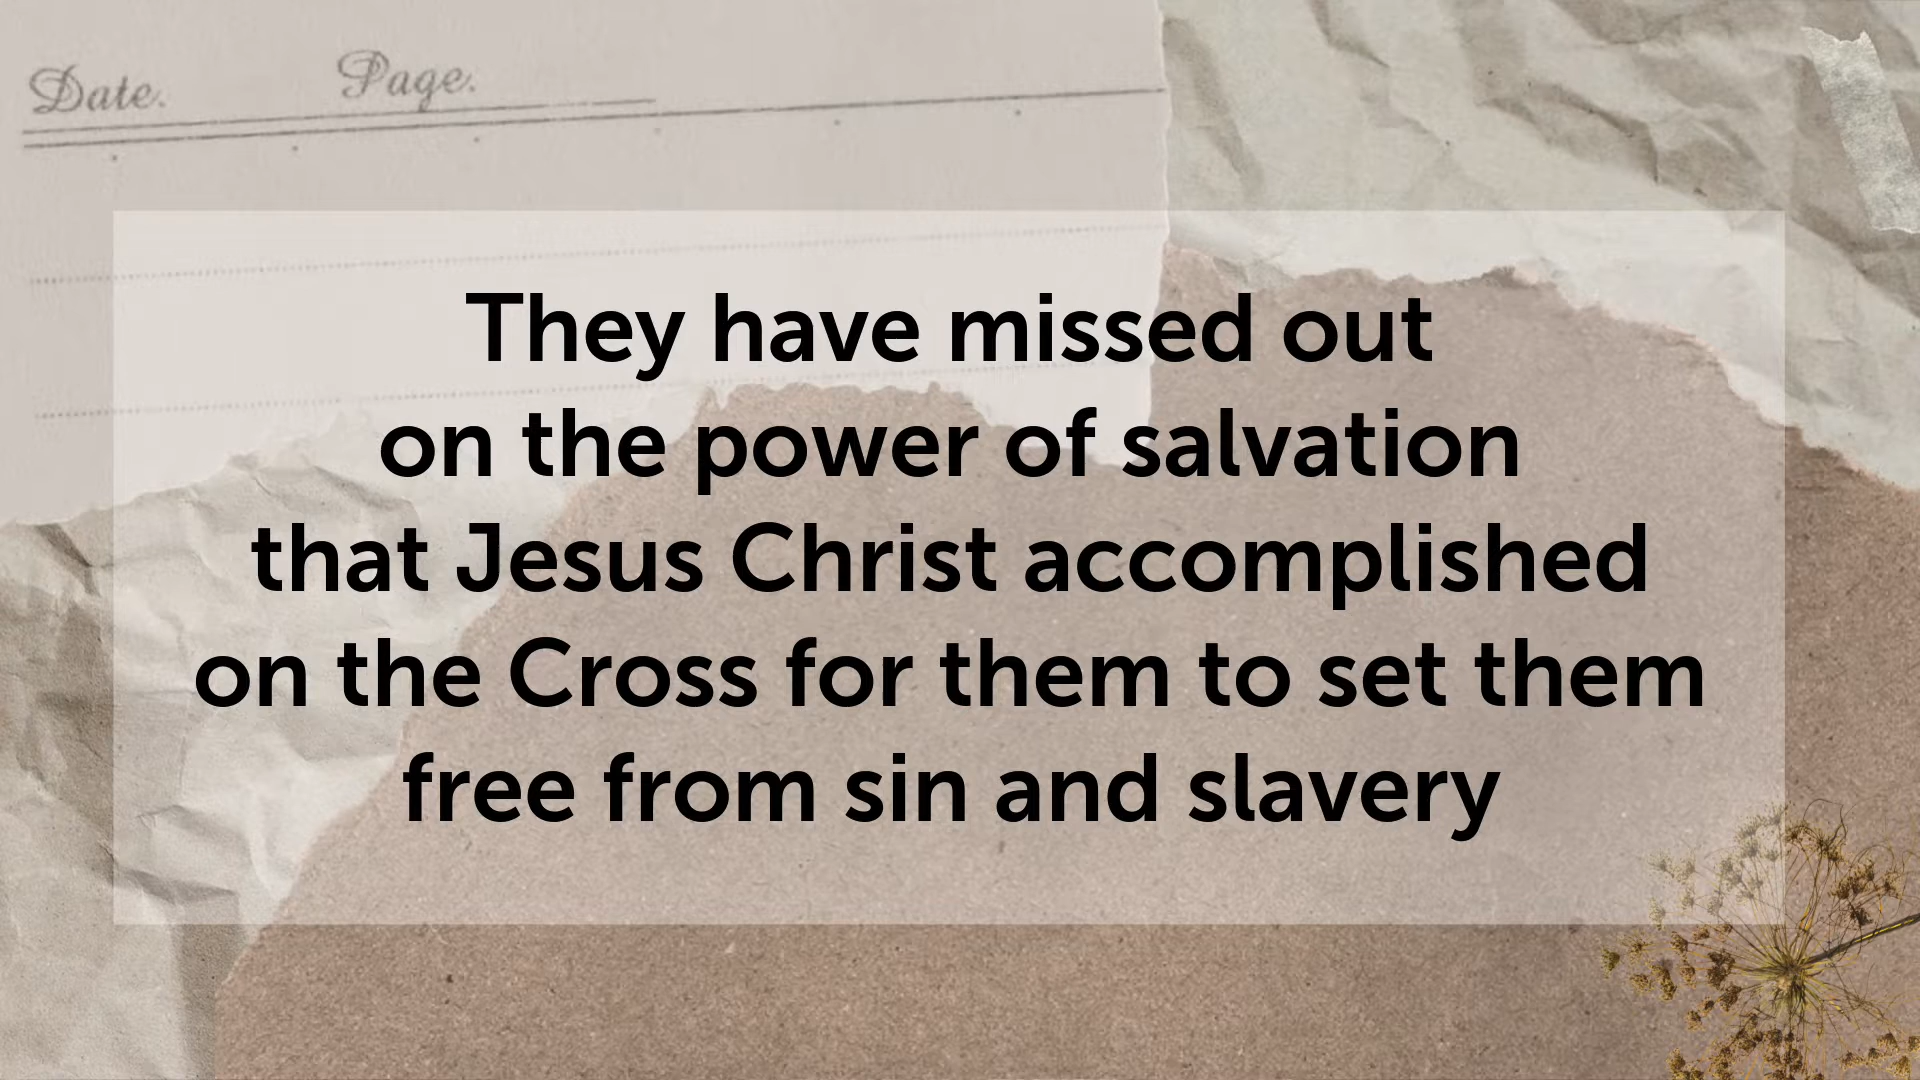 Date. Page.
They have missed out
on the power of salvation
that Jesus Christ accomplished
on the Cross for them to set them
free from sin and slavery